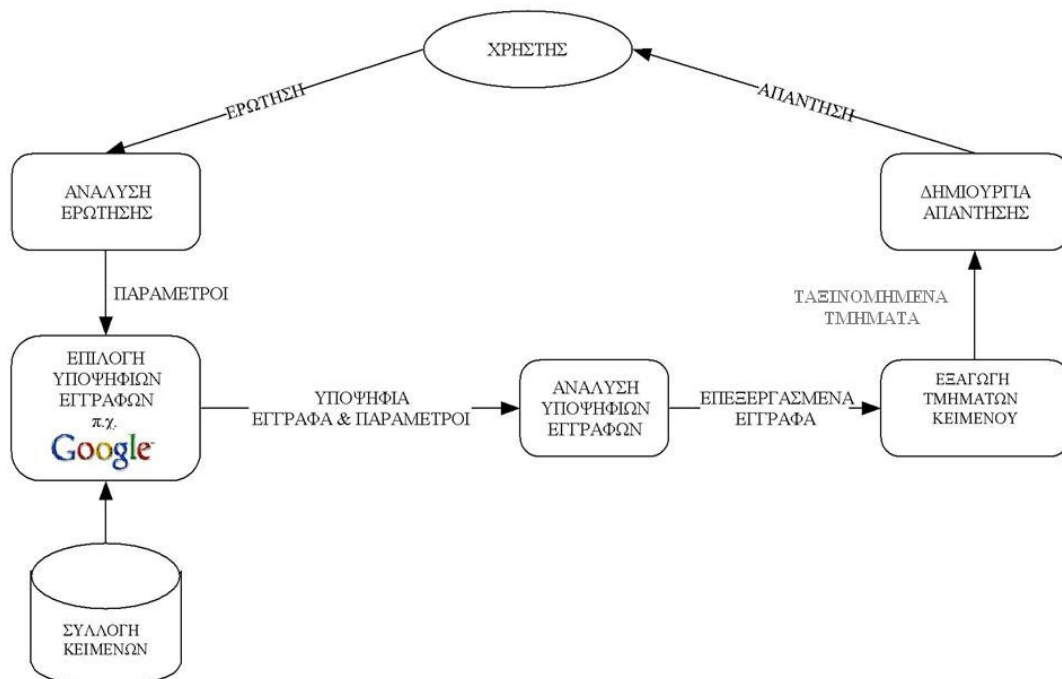 ΧΡΗΣΤΗΣ
ΕΡΩΤΗΣΗ
ΑΠΑΝΤΗΣΗ
ΑΝΑΛΥΣΗ
ΕΡΩΤΗΣΗΣ
ΔΗΜΙΟΥΡΓΙΑ
ΑΠΑΝΤΗΣΗΣ
ΠΑΡΑΜΕΤΡΟΙ
ΤΑΞΙΝΟΜΗΜΕΝΑ
ΤΜΗΜΑΤΑ
ΕΠΙΛΟΓΗ
ΥΠΟΨΗΦΙΩΝ
ΕΓΓΡΑΦΩΝ
π.χ.
Google
ΥΠΟΨΗΦΙΑ
ΕΓΓΡΑΦΑ & ΠΑΡΑΜΕΤΡΟΙ
ΑΝΑΛΥΣΗ
ΥΠΟΨΗΦΙΩΝ
ΕΓΓΡΑΦΩΝ
ΕΠΕΞΕΡΓΑΣΜΕΝΑ
ΕΓΓΡΑΦΑ
ΕΞΑΓΩΓΗ
ΤΜΗΜΑΤΩΝ
ΚΕΙΜΕΝΟΥ
ΣΥΛΛΟΓΗ
ΚΕΙΜΕΝΩΝ